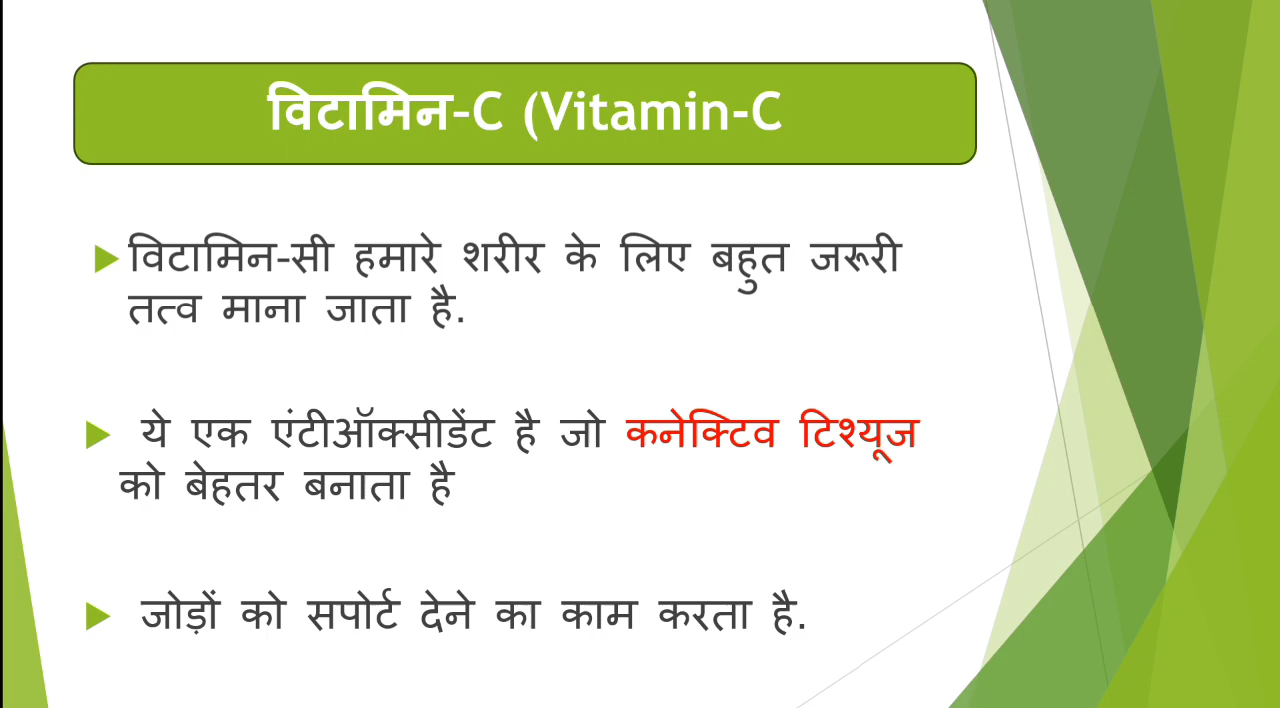 विटामिन-C (Vitamin-C
विटामिन-सी हमारे शरीर के लिए बहुत जरूरी
तत्व माना जाता है.
ये एक एंटीऑक्सीडेंट है जो कनेक्टिव टिश्यूज
को बेहतर बनाता है
जोड़ों को सपोर्ट देने का काम करता है.